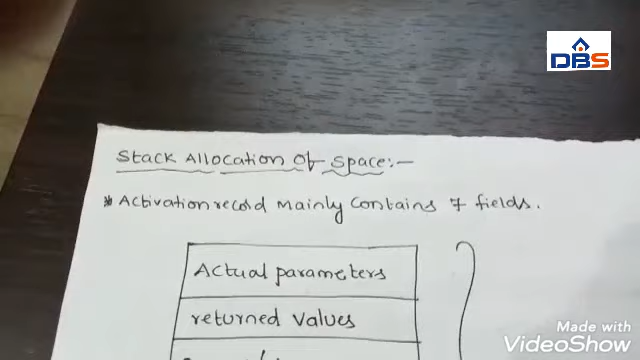 DBS
Stack Allocation of Space:-
* Activation record mainly contains 7 fields.
Actual parameters
returned values
Made with
VideoShow